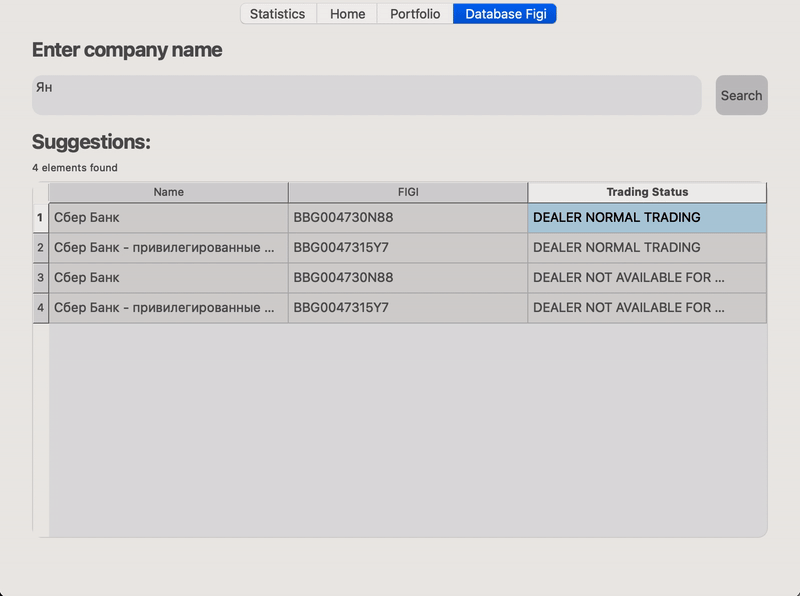 Statistics Home Portfolio Database Figi
Enter company name
Ян
Search
Suggestions:
4 elements found
Name FIGI Trading Status
1 Сбер Банк BBG004730N88 DEALER NORMAL TRADING
2 Сбер Банк - привилегированные ... BBG0047315Y7 DEALER NORMAL TRADING
3 Сбер Банк BBG004730N88 DEALER NOT AVAILABLE FOR ...
4 Сбер Банк - привилегированные ... BBG0047315Y7 DEALER NOT AVAILABLE FOR ...